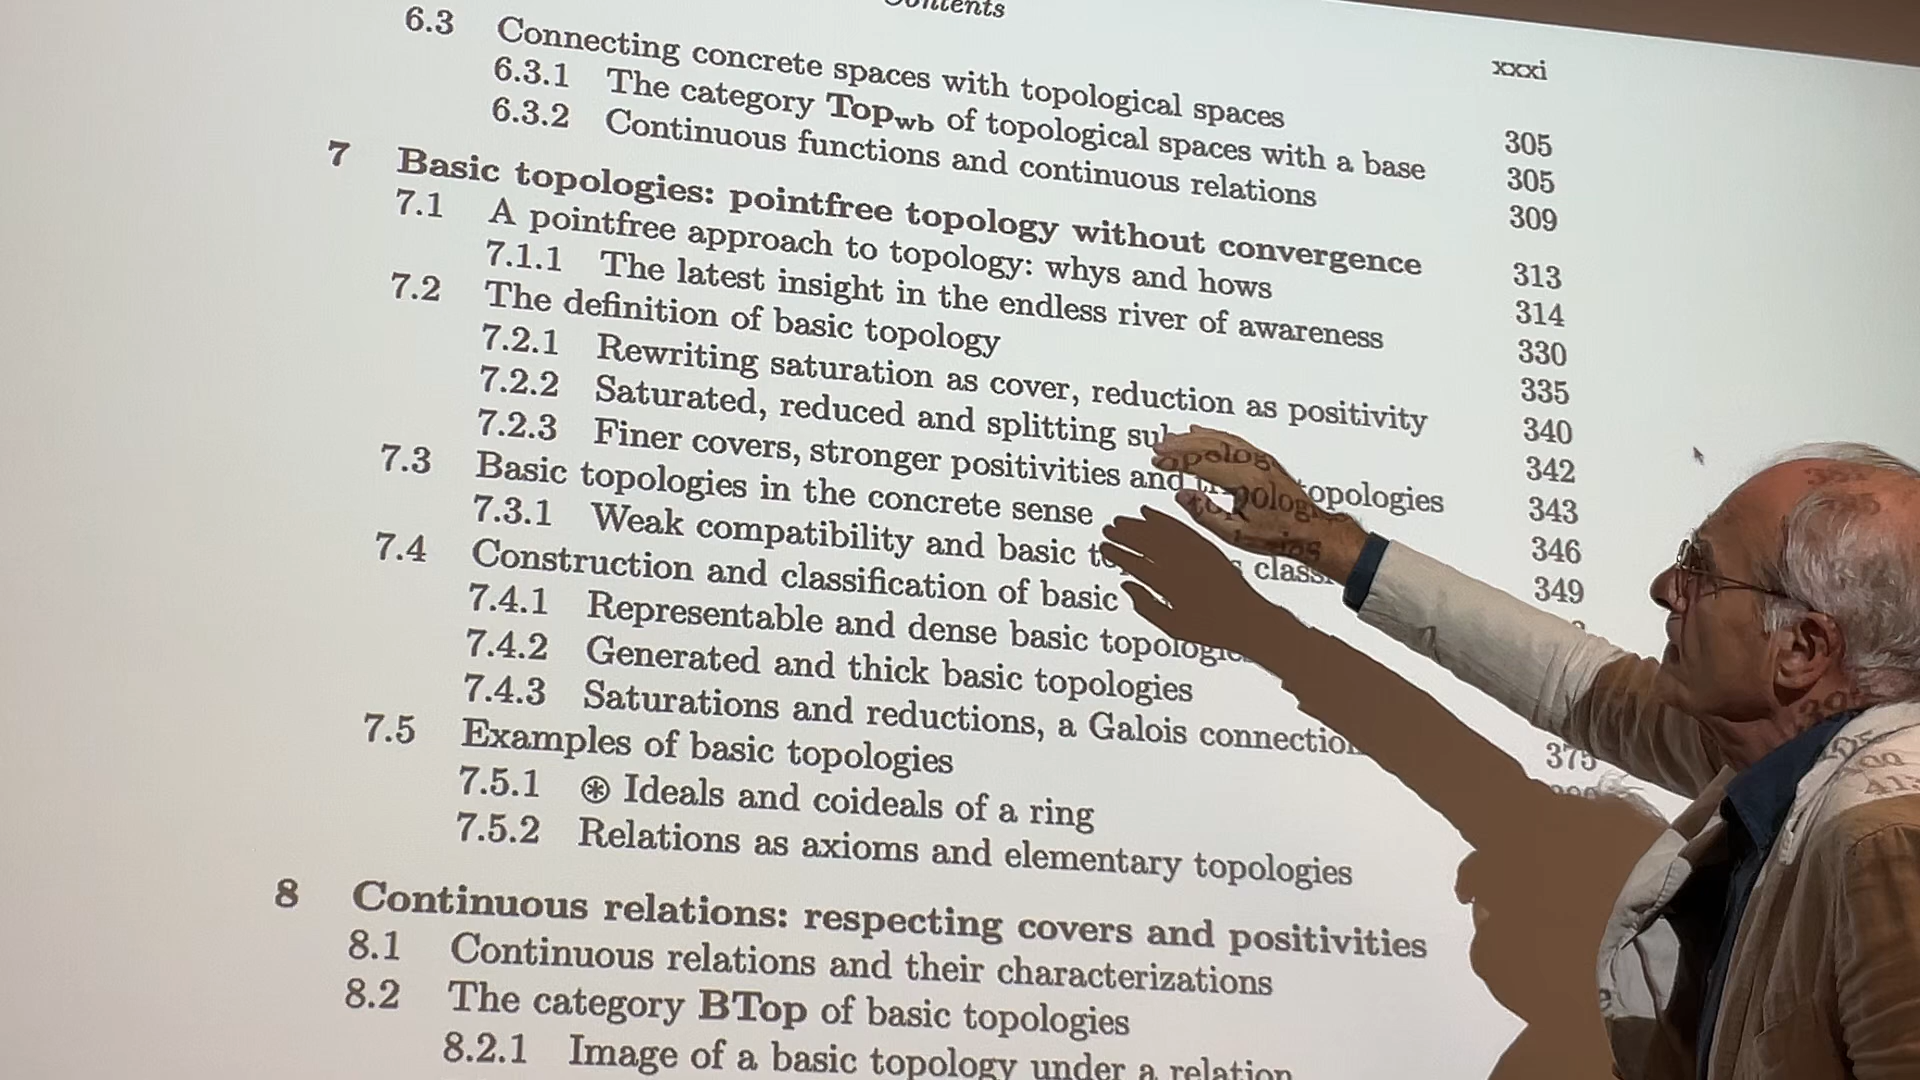 Contents
xxxi
6.3 Connecting concrete spaces with topological spaces 305
6.3.1 The category Topwb of topological spaces with a base 305
6.3.2 Continuous functions and continuous relations 309
7 Basic topologies: pointfree topology without convergence 313
7.1 A pointfree approach to topology: whys and hows 314
7.1.1 The latest insight in the endless river of awareness 330
7.2 The definition of basic topology 335
7.2.1 Rewriting saturation as cover, reduction as positivity 340
7.2.2 Saturated, reduced and splitting 342
7.2.3 Finer covers, stronger positivities and topologies 343
7.3 Basic topologies in the concrete sense 346
7.3.1 Weak compatibility and basic 349
7.4 Construction and classification of basic
7.4.1 Representable and dense basic topologies
7.4.2 Generated and thick basic topologies
7.4.3 Saturations and reductions, a Galois connection 375
7.5 Examples of basic topologies
7.5.1 ⊛ Ideals and coideals of a ring
7.5.2 Relations as axioms and elementary topologies
8 Continuous relations: respecting covers and positivities
8.1 Continuous relations and their characterizations
8.2 The category BTop of basic topologies
8.2.1 Image of a basic topology under a relation